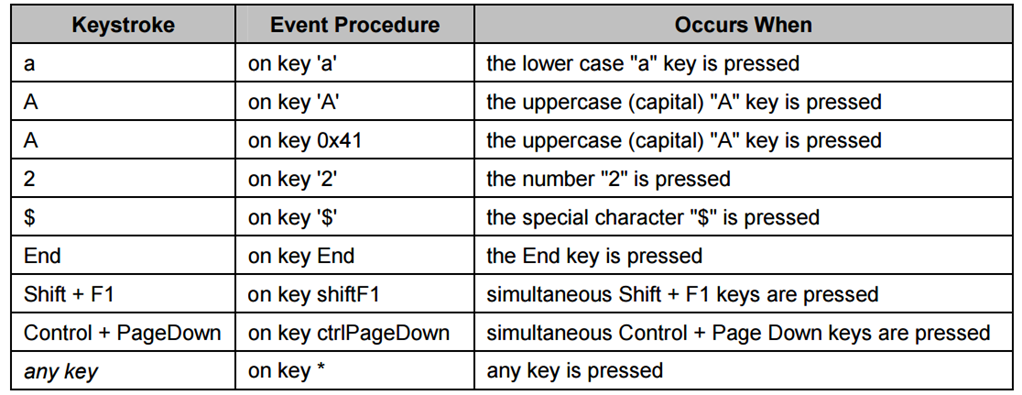 Keystroke Event Procedure Occurs When
a on key 'a' the lower case "a" key is pressed
A on key 'A' the uppercase (capital) "A" key is pressed
A on key 0x41 the uppercase (capital) "A" key is pressed
2 on key '2' the number "2" is pressed
$ on key '$' the special character "$" is pressed
End on key End the End key is pressed
Shift + F1 on key shiftF1 simultaneous Shift + F1 keys are pressed
Control + PageDown on key ctrlPageDown simultaneous Control + Page Down keys are pressed
any key on key * any key is pressed